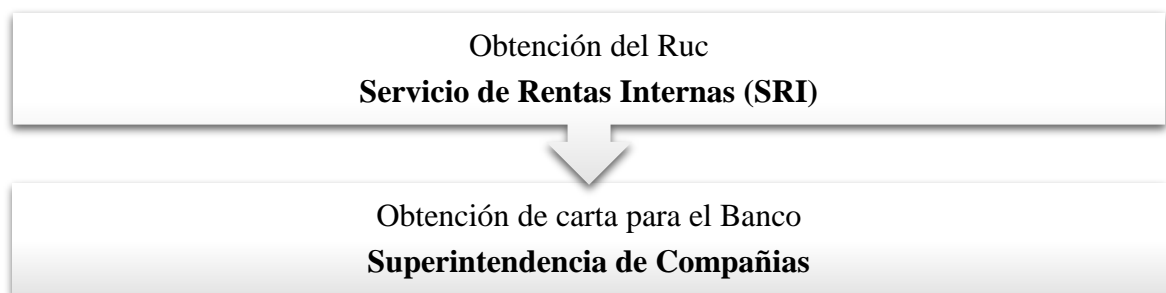 Obtención del Ruc
Servicio de Rentas Internas (SRI)
Obtención de carta para el Banco
Superintendencia de Compañias